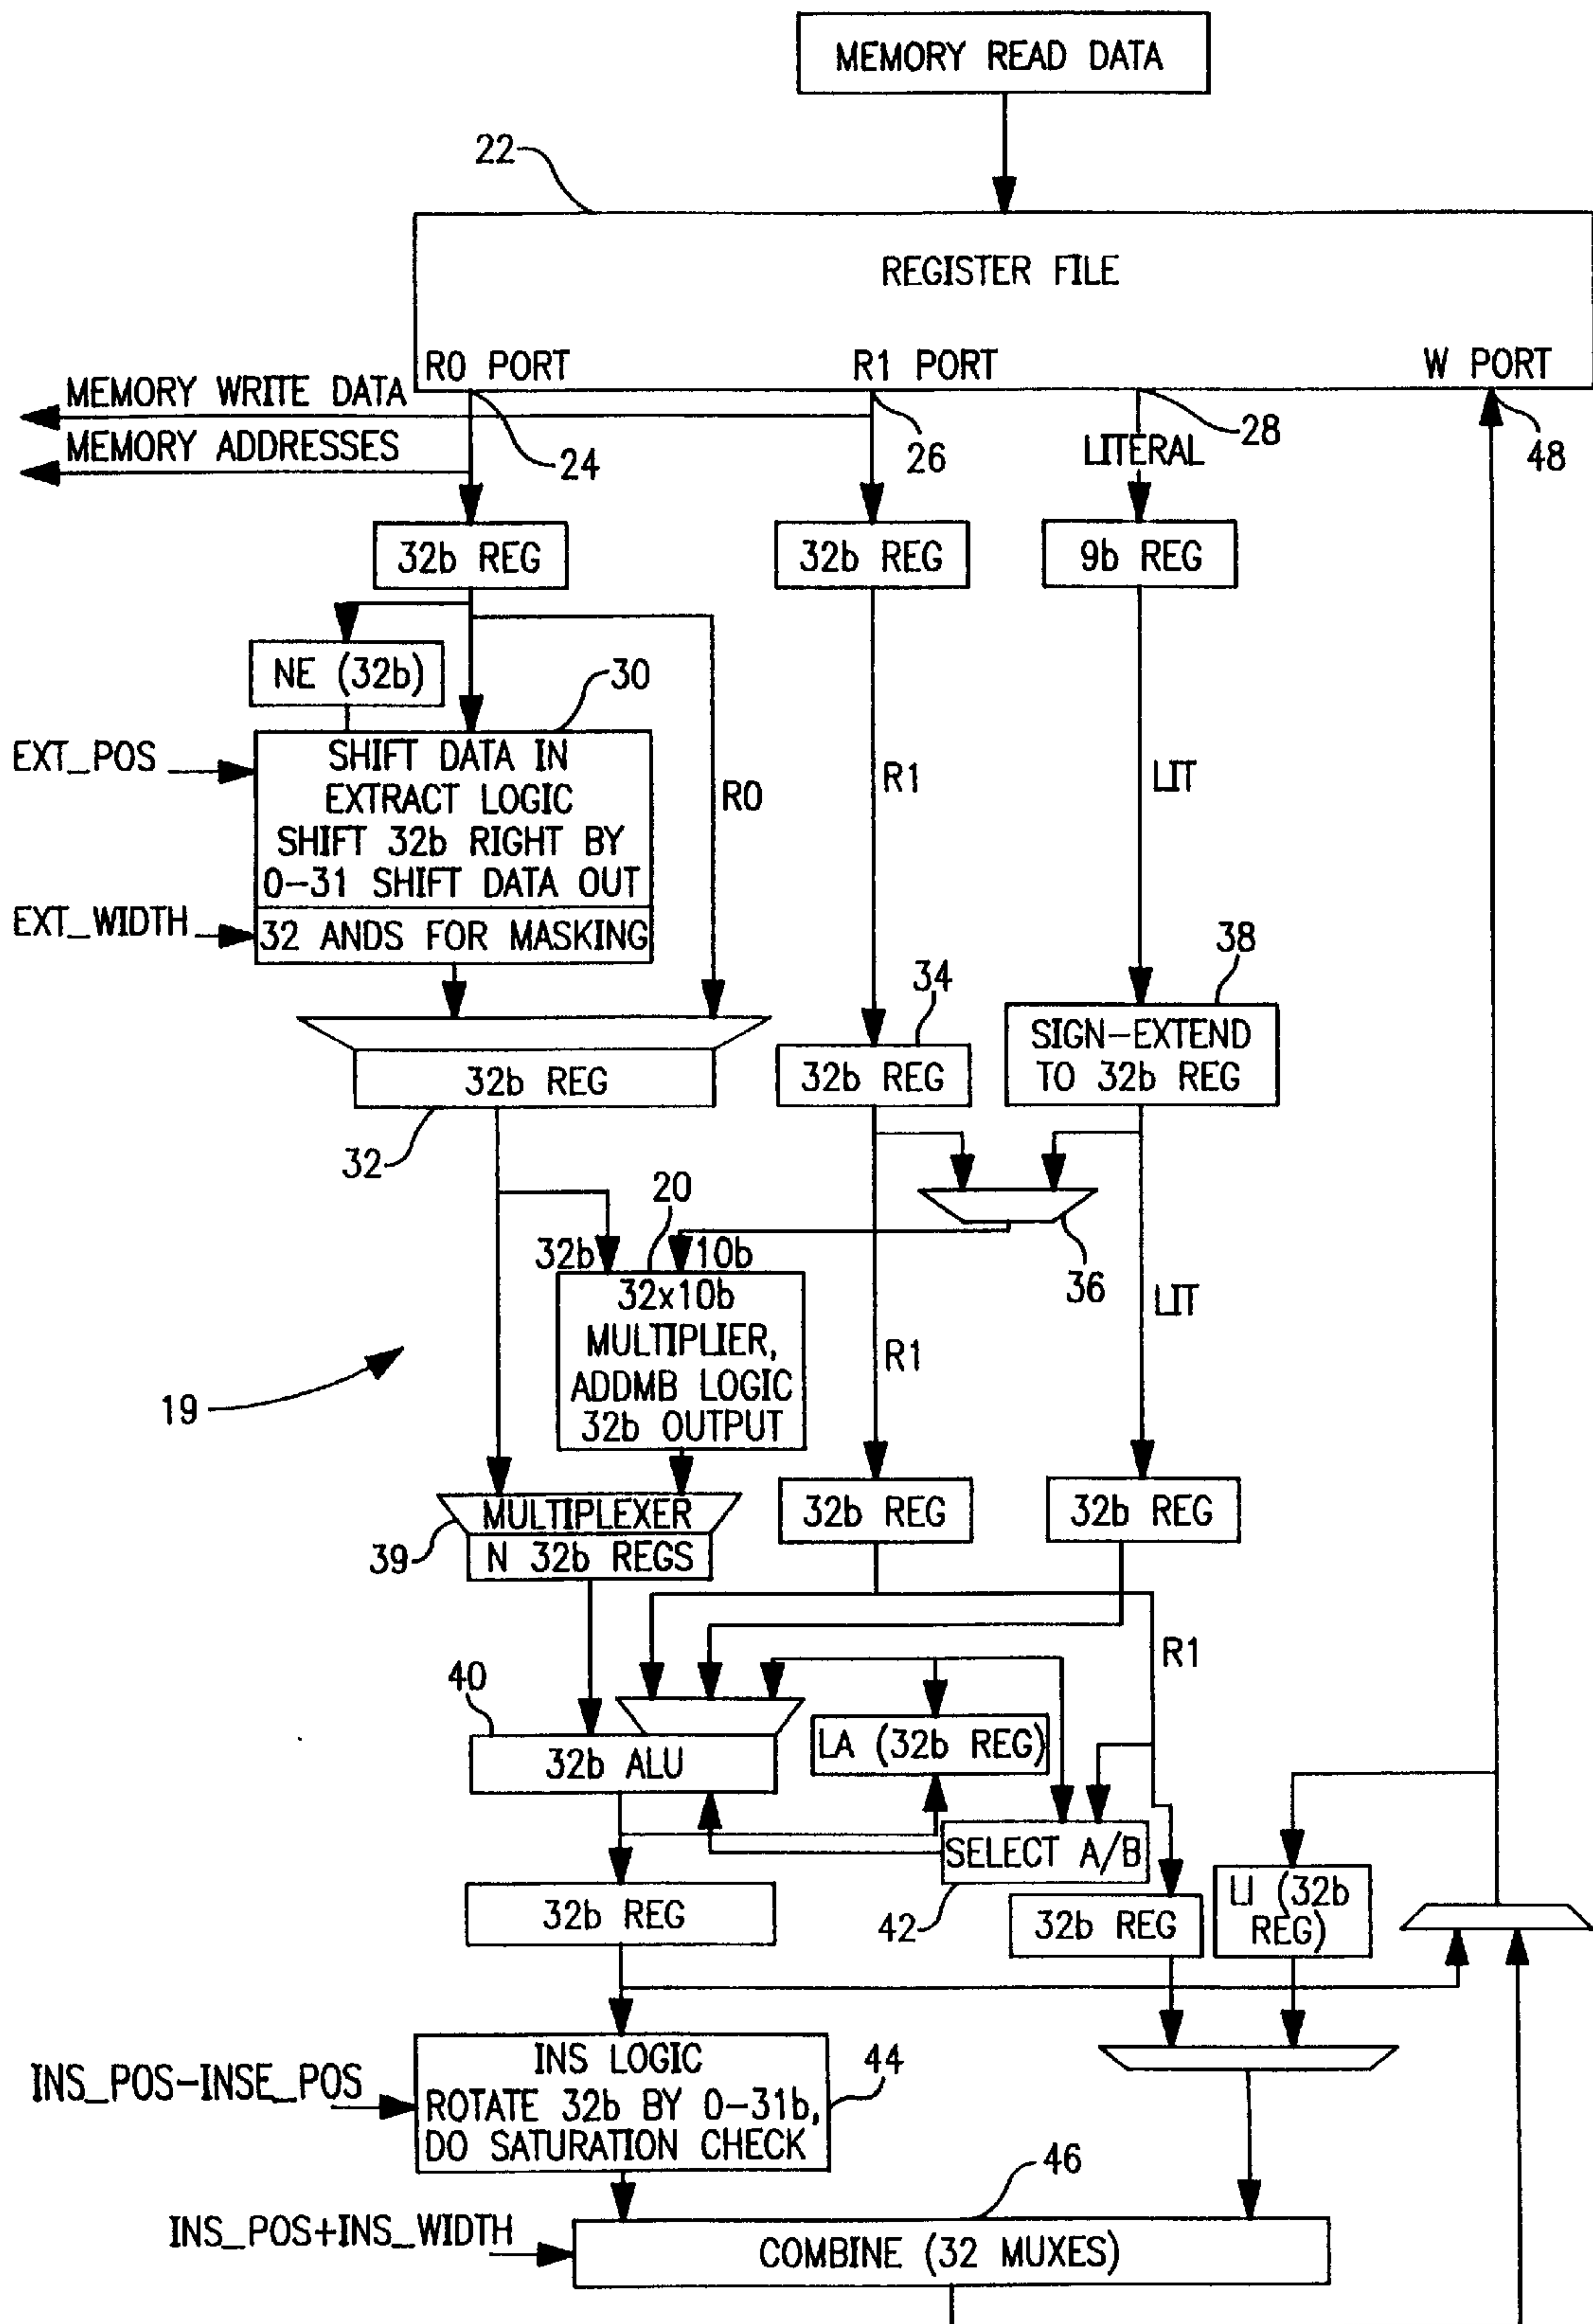 MEMORY READ DATA
22
REGISTER FILE
R0 PORT
R1 PORT
W PORT
MEMORY WRITE DATA
MEMORY ADDRESSES
24
26
LITERAL
28
48
32b REG
32b REG
9b REG
NE (32b)
30
EXT_POS
SHIFT DATA IN
EXTRACT LOGIC
SHIFT 32b RIGHT BY
0-31 SHIFT DATA OUT
R0
R1
LIT
EXT_WIDTH
32 ANDS FOR MASKING
34
38
32b REG
32b REG
SIGN-EXTEND
TO 32b REG
32
20
32b
10b
36
32x10b
MULTIPLIER,
ADDMB LOGIC
32b OUTPUT
R1
LIT
19
MULTIPLEXER
N 32b REGS
39
32b REG
32b REG
R1
40
32b ALU
LA (32b REG)
SELECT A/B
42
32b REG
32b REG
LI (32b
REG)
INS_POS-INSE_POS
INS LOGIC
ROTATE 32b BY 0-31b,
DO SATURATION CHECK
44
46
INS_POS+INS_WIDTH
COMBINE (32 MUXES)